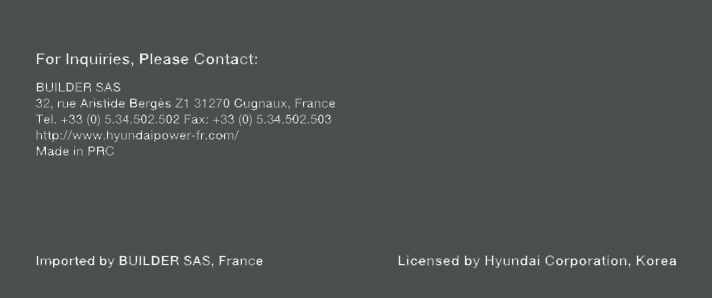 For Inquiries, Please Contact:
BUILDER SAS
32, rue Aristide Bergès Z1 31270 Cugnaux, France
Tel. +33 (0) 5.34.502.502 Fax: +33 (0) 5.34.502.503
http://www.hyundaipower-fr.com/
Made in PRC
Imported by BUILDER SAS, France
Licensed by Hyundai Corporation, Korea